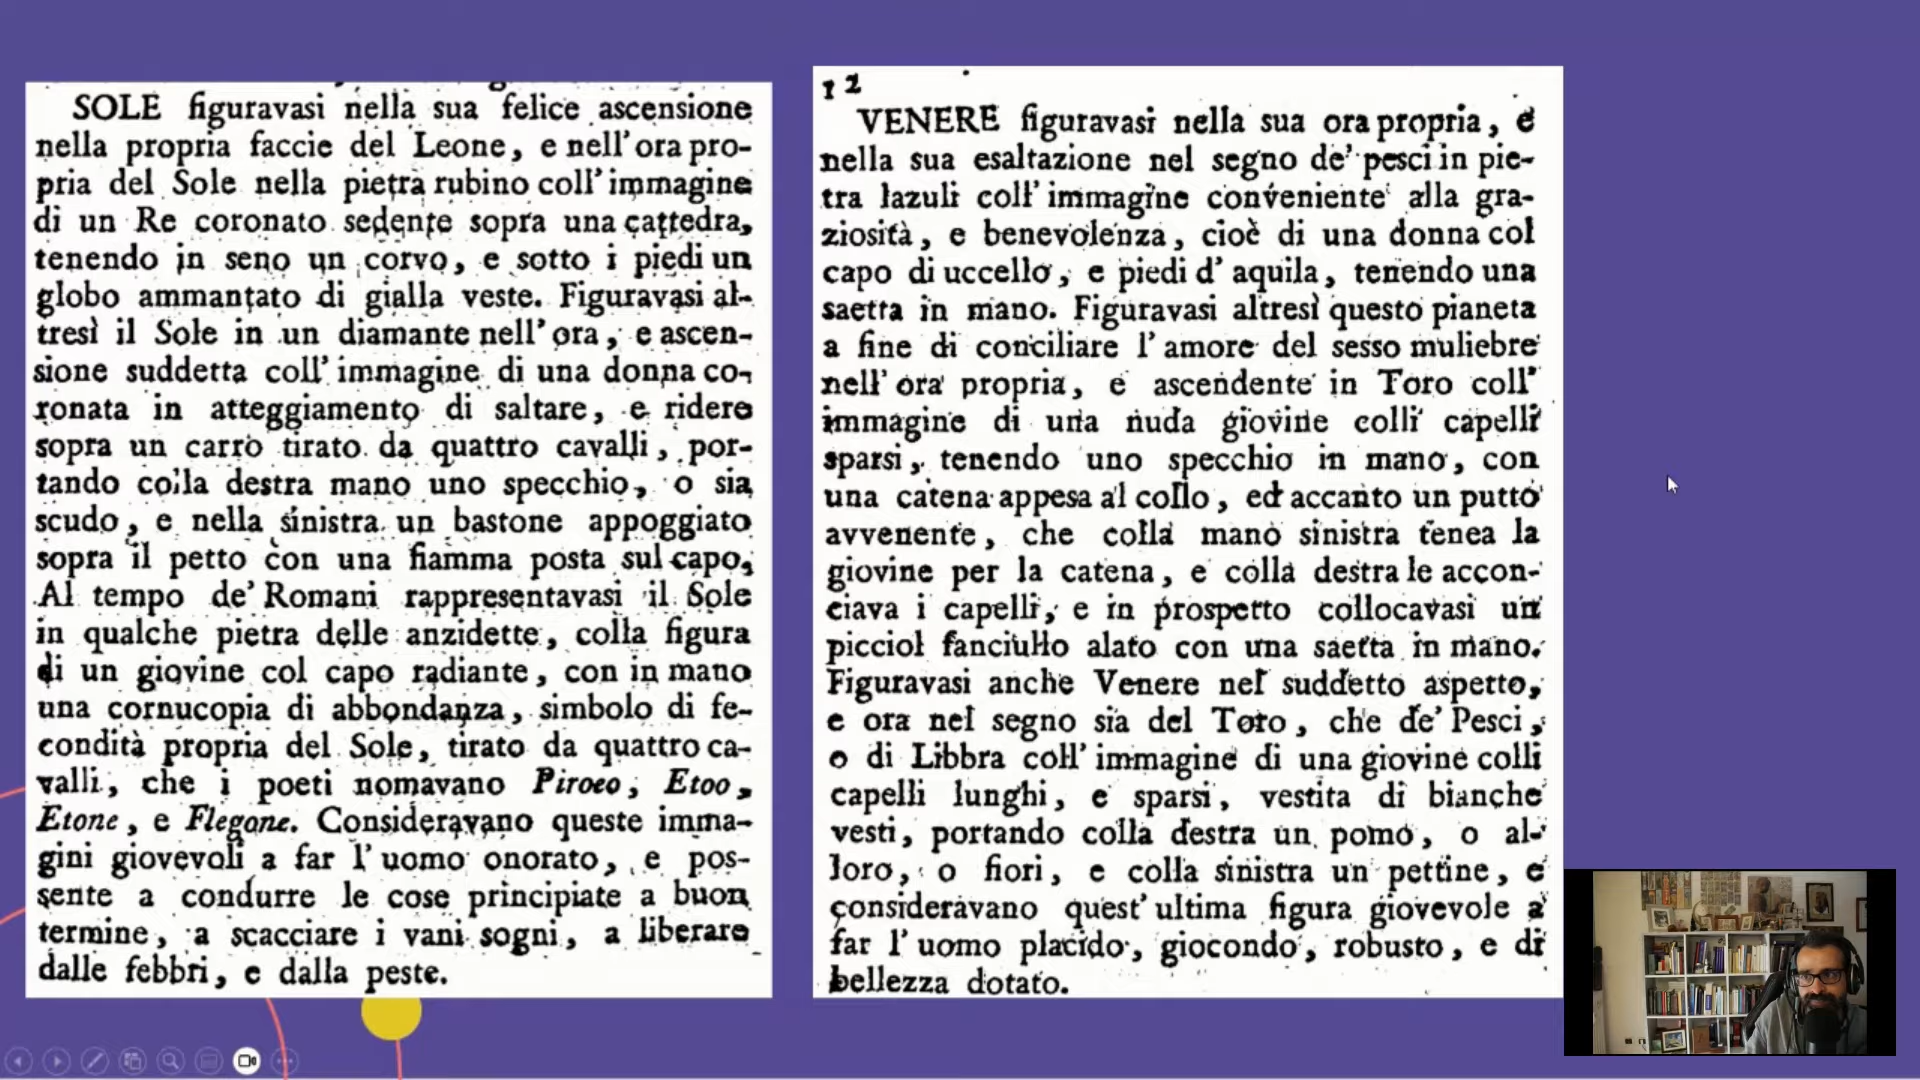 SOLE figuravasi nella sua felice ascensione
nella propria faccie del Leone, e nell'ora pro-
pria del Sole nella pietra rubino coll'immagine
di un Re coronato sedente sopra una cattedra,
tenendo in seno un corvo, e sotto i piedi un
globo ammantato di gialla veste. Figuravasi al-
tresì il Sole in un diamante nell'ora, e ascen-
sione suddetta coll'immagine di una donna co-
ronata in atteggiamento di saltare, e ridere
sopra un carro tirato da quattro cavalli, por-
tando colla destra mano uno specchio, o sia
scudo, e nella sinistra un bastone appoggiato
sopra il petto con una fiamma posta sul capo,
Al tempo de' Romani rappresentavasi il Sole
in qualche pietra delle anzidette, colla figura
di un giovine col capo radiante, con in mano
una cornucopia di abbondanza, simbolo di fe-
condità propria del Sole, tirato da quattro ca-
valli, che i poeti nomavano Piroeo, Etoo,
Etone, e Flegone. Consideravano queste imma-
gini giovevoli a far l'uomo onorato, e pos-
sente a condurre le cose principiate a buon
termine, a scacciare i vani sogni, a liberare
dalle febbri, e dalla peste.
12
VENERE figuravasi nella sua ora propria, e
nella sua esaltazione nel segno de' pesci in pie-
tra lazuli coll'immagine conveniente alla gra-
ziosità, e benevolenza, cioè di una donna col
capo di uccello, e piedi d'aquila, tenendo una
saetta in mano. Figuravasi altresì questo pianeta
a fine di conciliare l'amore del sesso muliebre
nell'ora propria, e ascendente in Toro coll'
immagine di una nuda giovine colli capelli
sparsi, tenendo uno specchio in mano, con
una catena appesa al collo, ed accanto un putto
avvenente, che colla mano sinistra tenea la
giovine per la catena, e colla destra le accon-
ciava i capelli, e in prospetto collocavasi un
picciol fanciullo alato con una saetta in mano.
Figuravasi anche Venere nel suddetto aspetto,
e ora nel segno sia del Toro, che de' Pesci,
o di Libbra coll'immagine di una giovine colli
capelli lunghi, e sparsi, vestita di bianche
vesti, portando colla destra un pomo, o al-
loro, o fiori, e colla sinistra un pettine, e
consideravano quest'ultima figura giovevole a
far l'uomo placido, giocondo, robusto, e di
bellezza dotato.